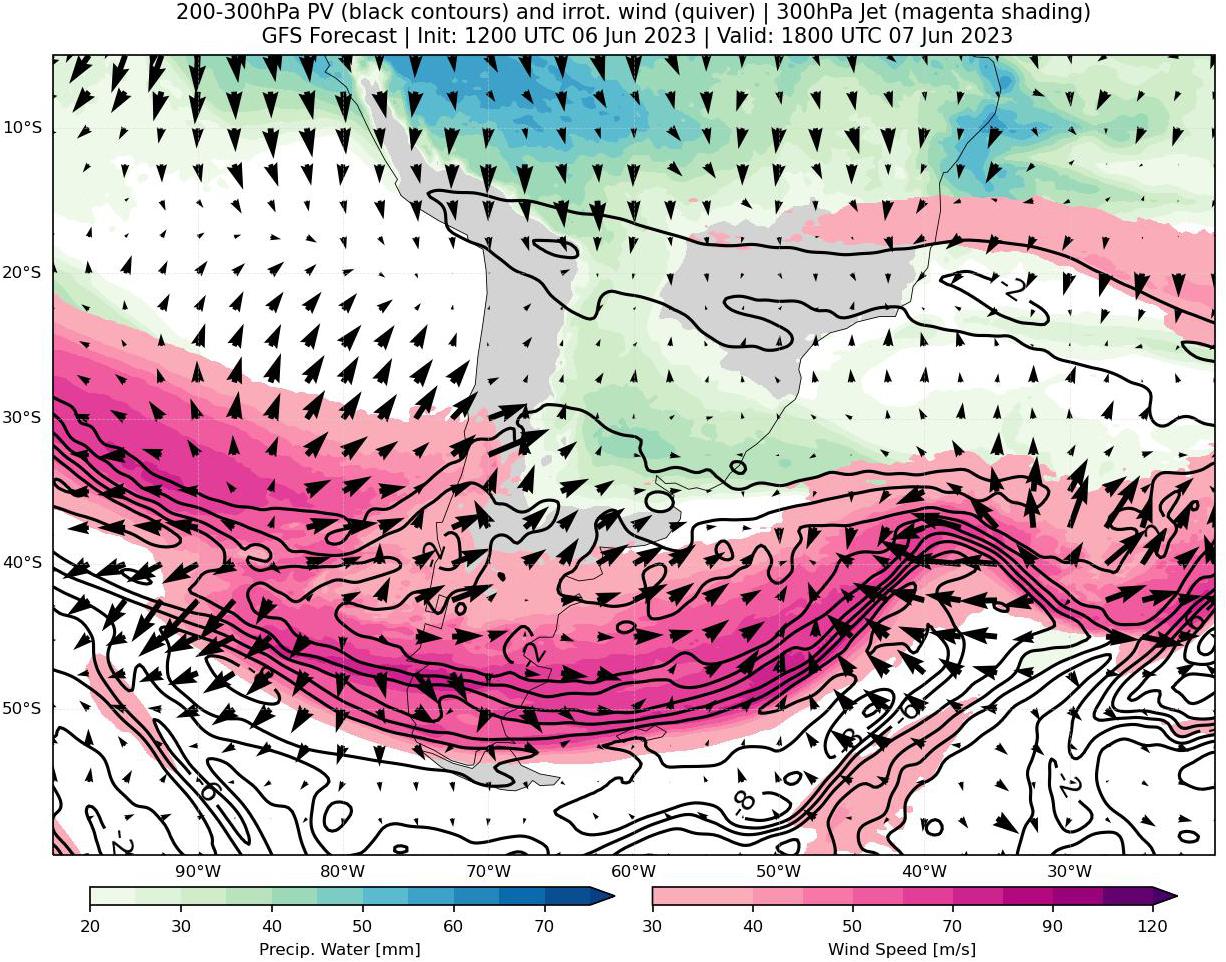 200-300hPa PV (black contours) and irrot. wind (quiver) | 300hPa Jet (magenta shading)
GFS Forecast | Init: 1200 UTC 06 Jun 2023 | Valid: 1800 UTC 07 Jun 2023
10°S
20°S
30°S
40°S
50°S
-2
-2
-2
-6
-6
-8
-8
-6
-2
-2
90°W 80°W 70°W 60°W 50°W 40°W 30°W
20 30 40 50 60 70
Precip. Water [mm]
30 40 50 70 90 120
Wind Speed [m/s]